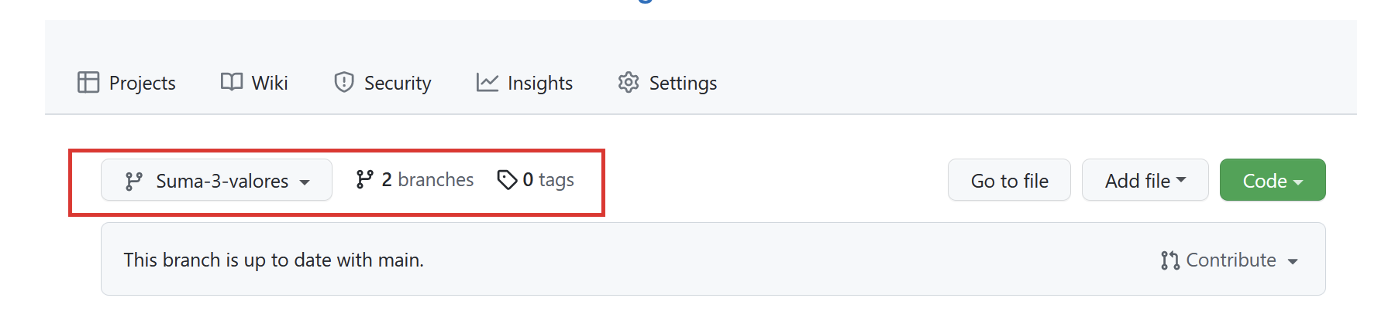 Projects Wiki Security Insights Settings
Suma-3-valores 2 branches 0 tags Go to file Add file Code
This branch is up to date with main. Contribute